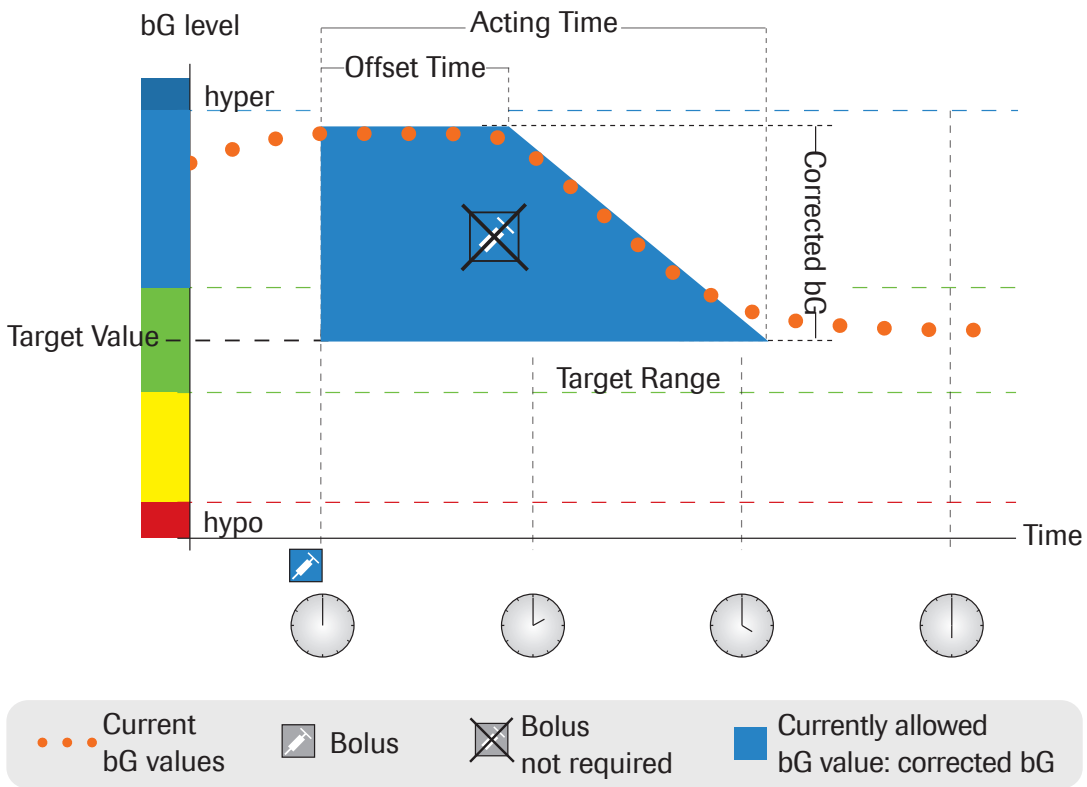 bG level
Acting Time
Offset Time
hyper
Corrected bG
Target Value
Target Range
hypo
Time
Current
bG values
Bolus
Bolus
not required
Currently allowed
bG value: corrected bG